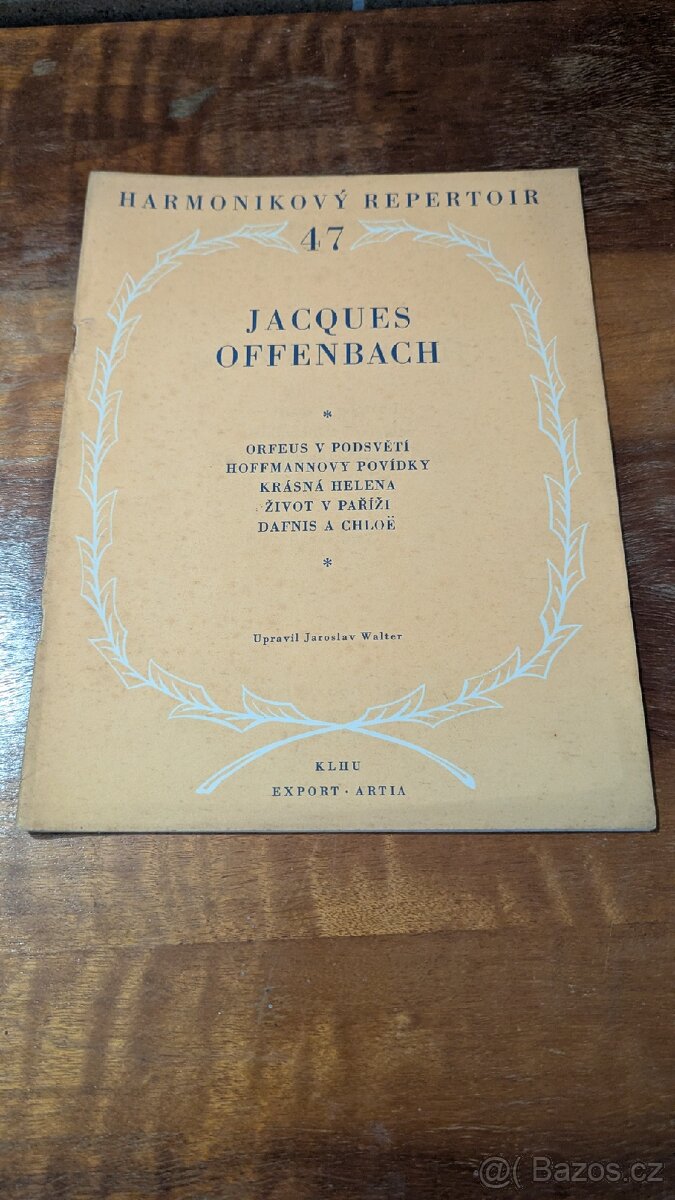 HARMONIKOVÝ REPERTOIR
47
JACQUES
OFFENBACH
*
ORFEUS V PODSVĚTÍ
HOFFMANNOVY POVÍDKY
KRÁSNÁ HELENA
ŽIVOT V PAŘÍŽI
DAFNIS A CHLOË
*
Upravil Jaroslav Walter
KLHU
EXPORT · ARTIA
@ Bazos.cz